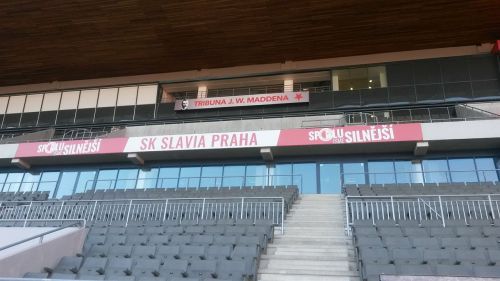 TRIBUNA J. W. MADDENA
SPOLU SILNĚJŠÍ
SK SLAVIA PRAHA
SPOLU SILNĚJŠÍ